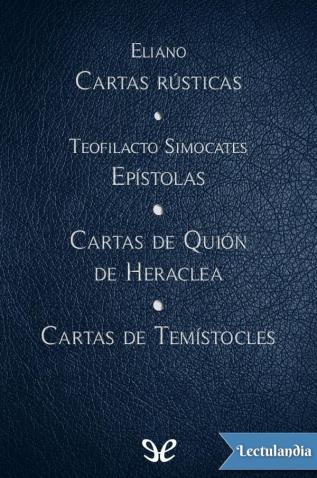 ELIANO
CARTAS RÚSTICAS
TEOFILACTO SIMOCATES
EPÍSTOLAS
CARTAS DE QUIÓN
DE HERACLEA
CARTAS DE TEMÍSTOCLES
Lectulandia